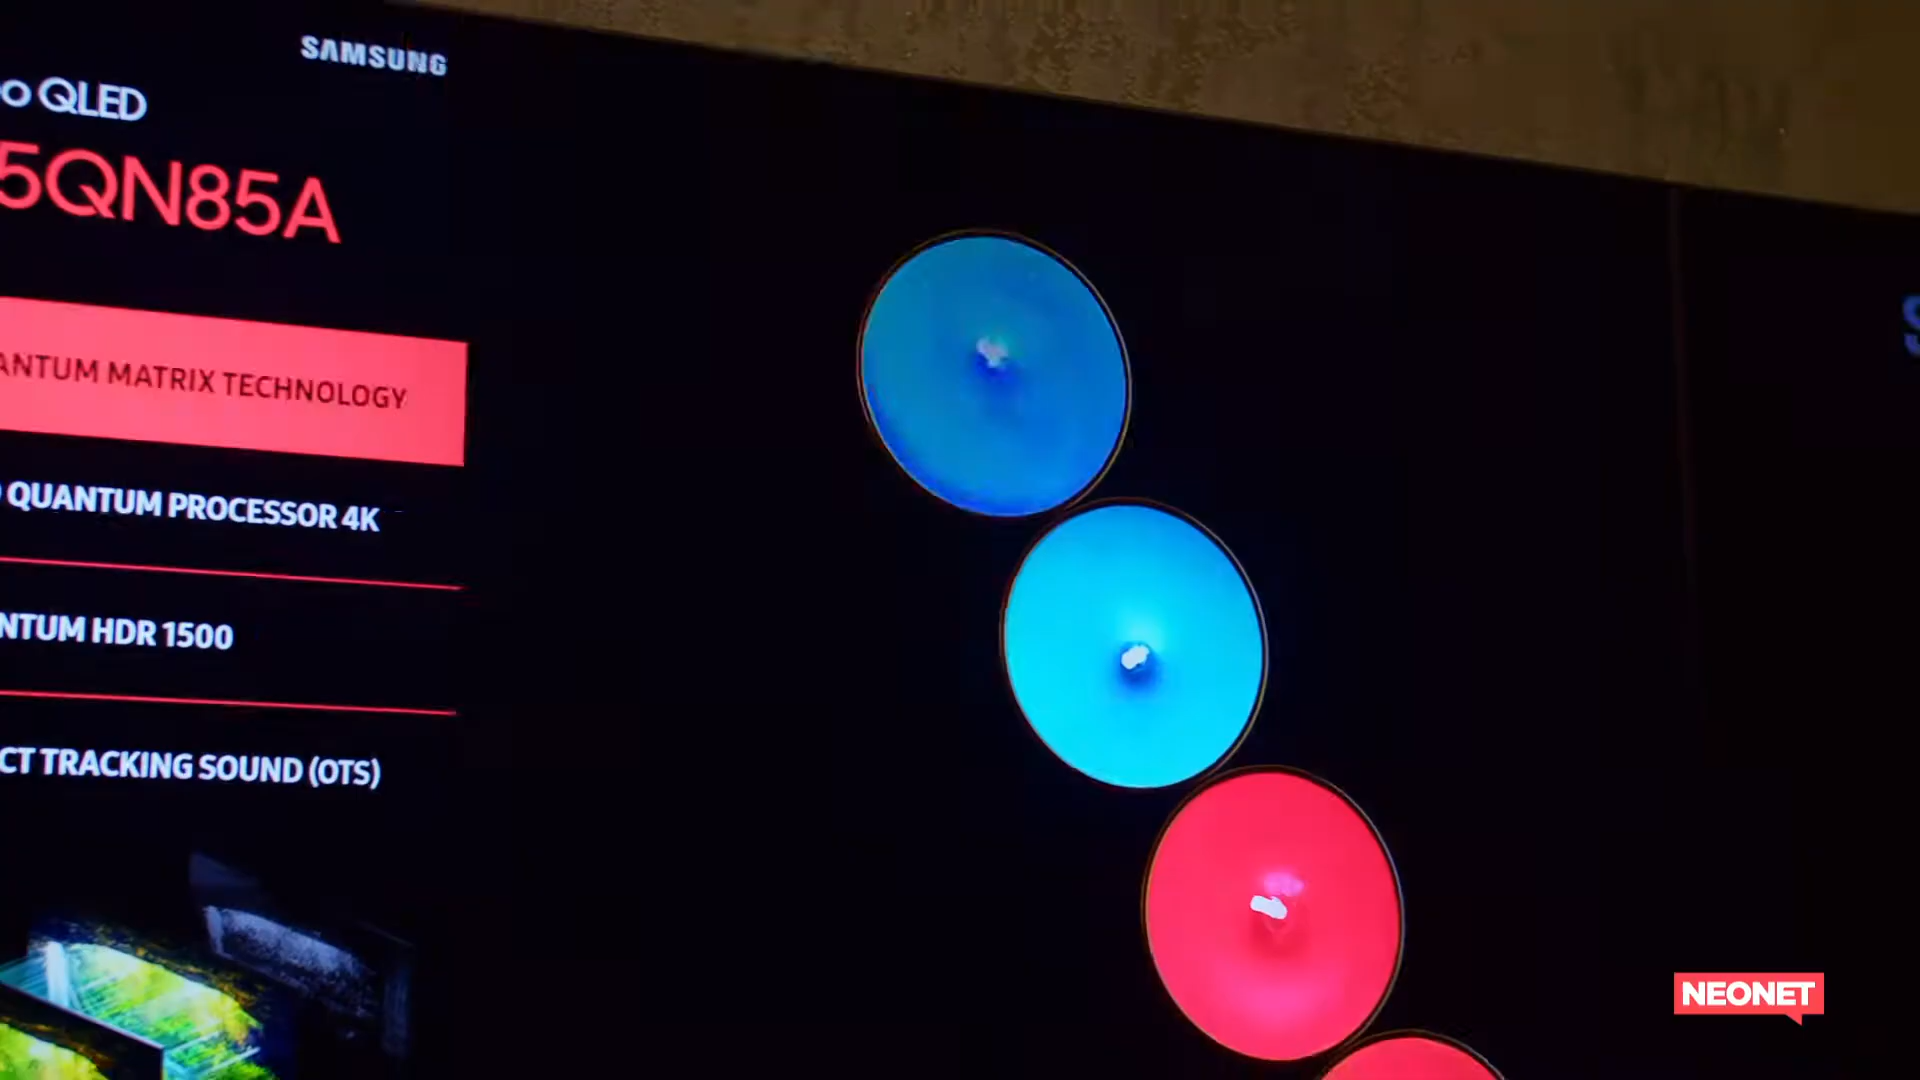 SAMSUNG
o QLED
5QN85A
ANTUM MATRIX TECHNOLOGY
QUANTUM PROCESSOR 4K
NTUM HDR 1500
CT TRACKING SOUND (OTS)
NEONET